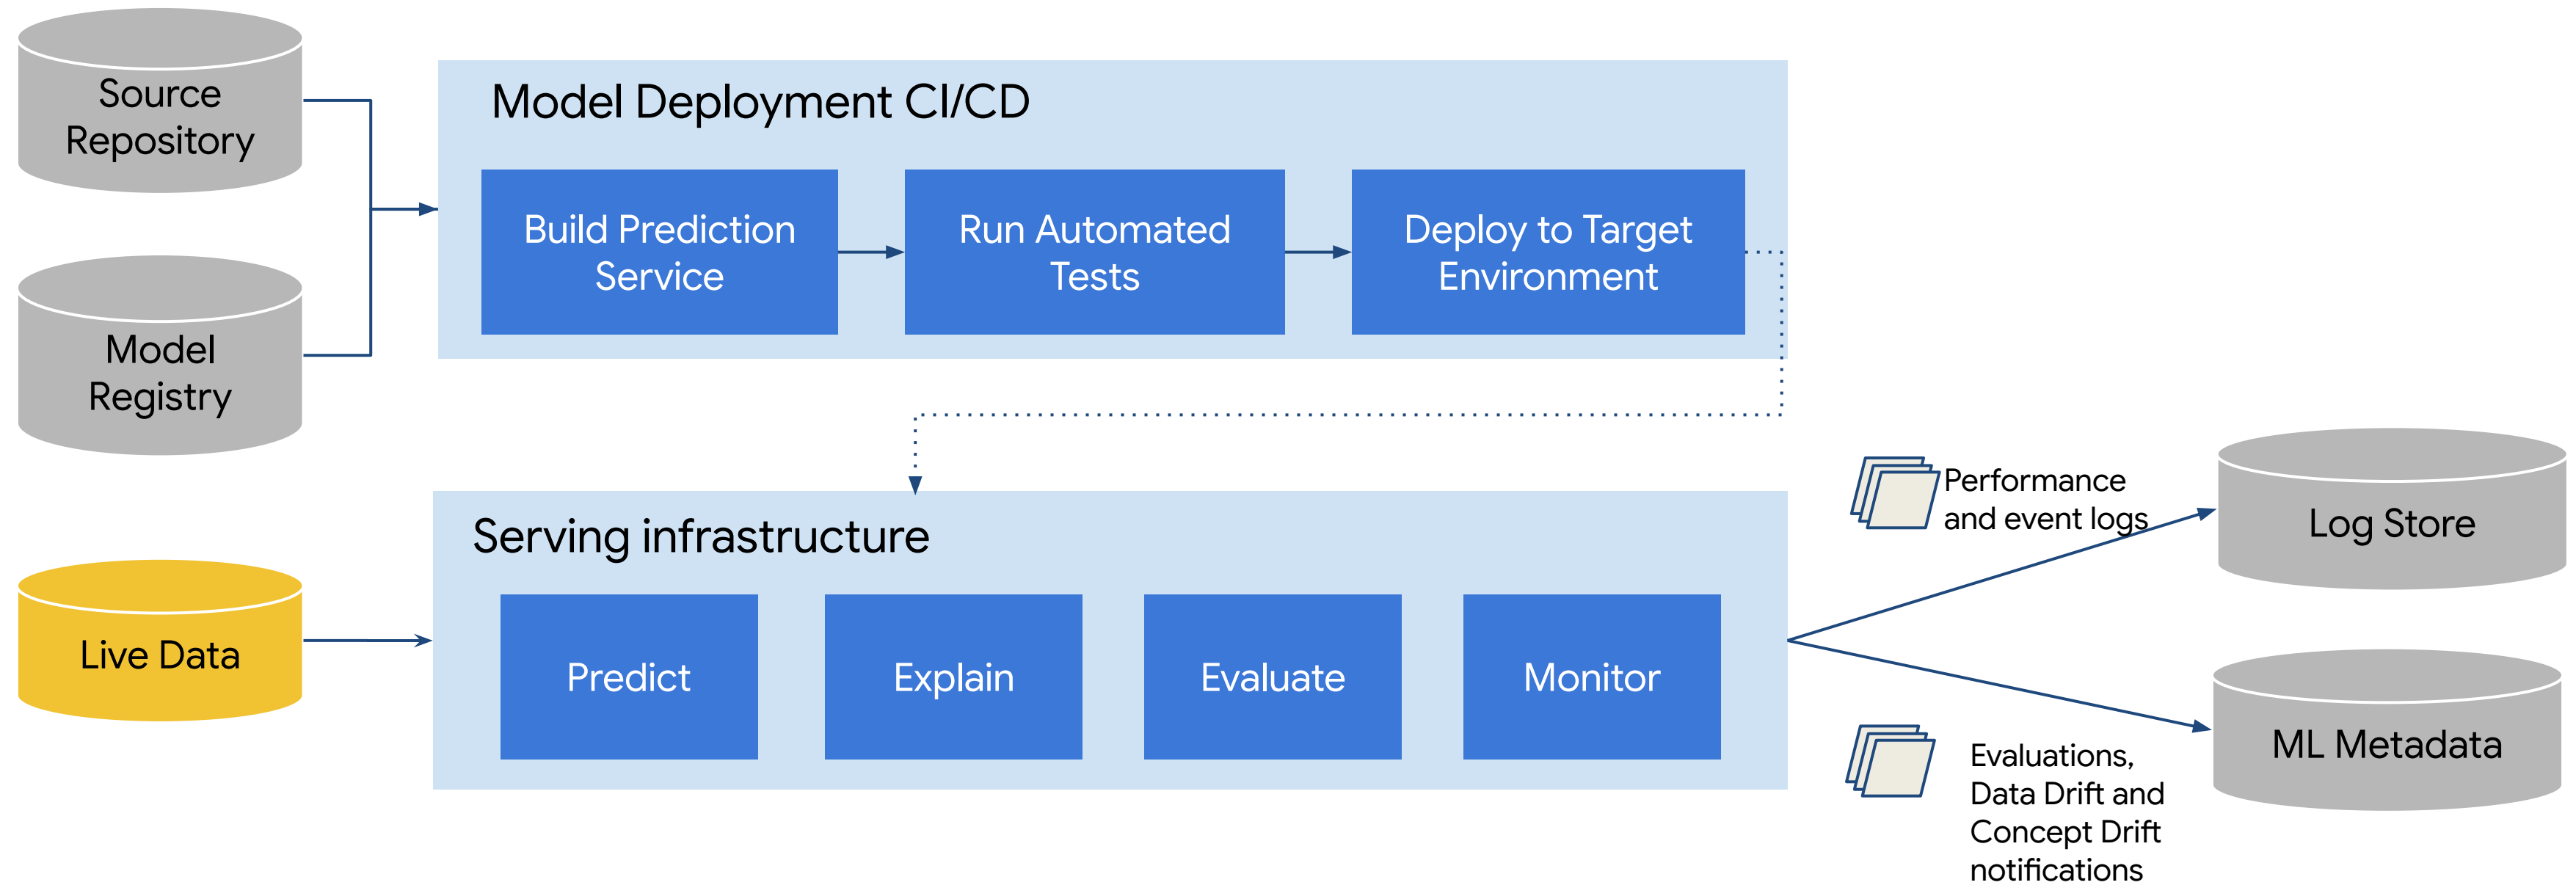 Source
Repository
Model Deployment CI/CD
Build Prediction
Service
Run Automated
Tests
Deploy to Target
Environment
Model
Registry
Live Data
Serving infrastructure
Predict
Explain
Evaluate
Monitor
Performance
and event logs
Log Store
Evaluations,
Data Drift and
Concept Drift
notifications
ML Metadata